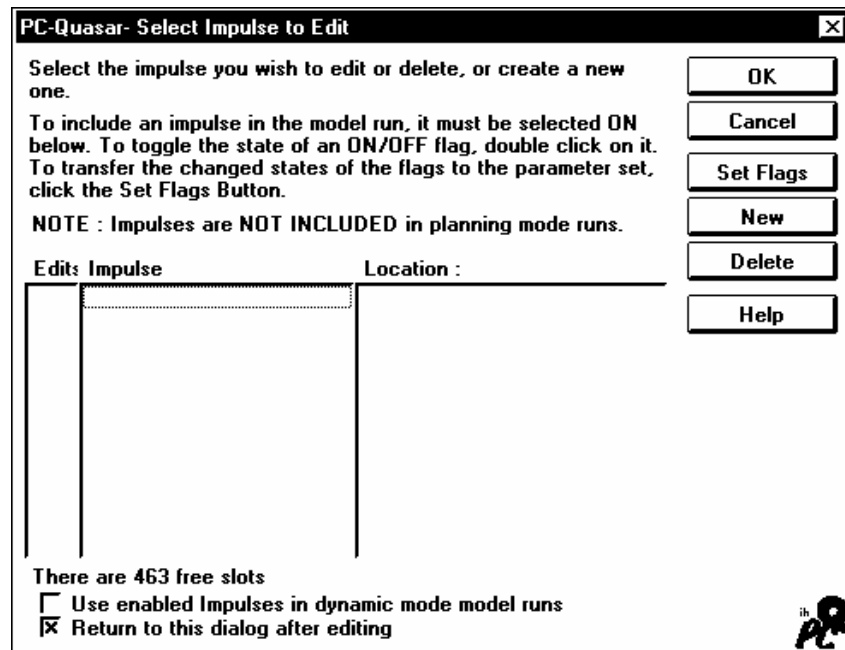 PC-Quasar- Select Impulse to Edit
Select the impulse you wish to edit or delete, or create a new
one.
To include an impulse in the model run, it must be selected ON
below. To toggle the state of an ON/OFF flag, double click on it.
To transfer the changed states of the flags to the parameter set,
click the Set Flags Button.
NOTE : Impulses are NOT INCLUDED in planning mode runs.
OK
Cancel
Set Flags
New
Delete
Help
Edits Impulse Location :
There are 463 free slots
Use enabled Impulses in dynamic mode model runs
Return to this dialog after editing
ih
PC